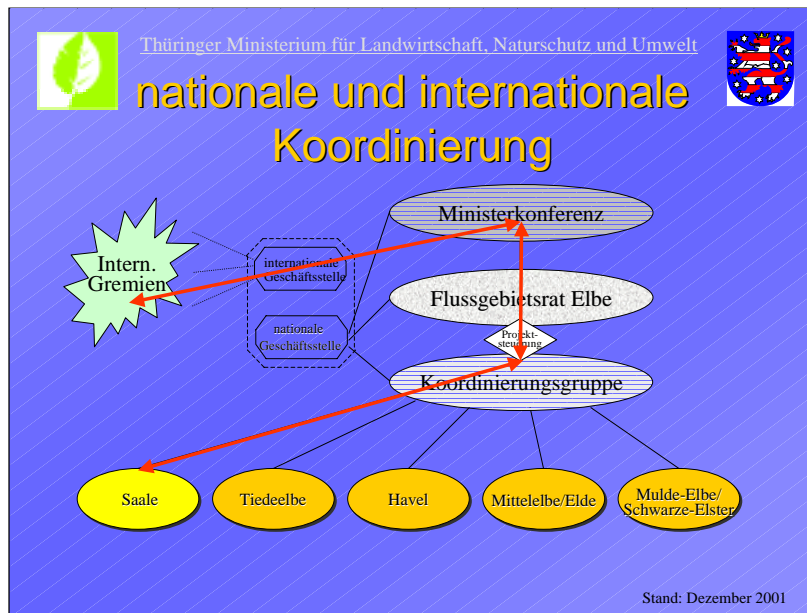 Thüringer Ministerium für Landwirtschaft, Naturschutz und Umwelt
nationale und internationale
Koordinierung
Ministerkonferenz
Intern.
Gremien
internationale
Geschäftsstelle
Flussgebietsrat Elbe
nationale
Geschäftsstelle
Projekt-
steuerung
Koordinierungsgruppe
Saale
Tiedeelbe
Havel
Mittelelbe/Elde
Mulde-Elbe/
Schwarze-Elster
Stand: Dezember 2001